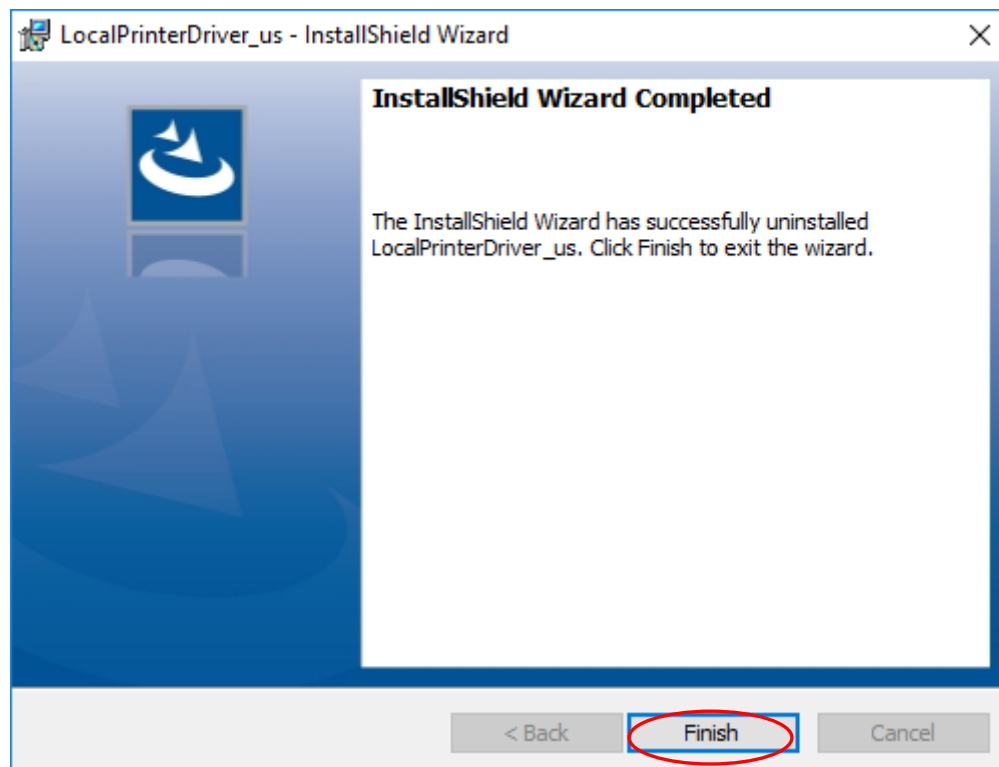 LocalPrinterDriver_us - InstallShield Wizard
InstallShield Wizard Completed
The InstallShield Wizard has successfully uninstalled
LocalPrinterDriver_us. Click Finish to exit the wizard.
< Back Finish Cancel